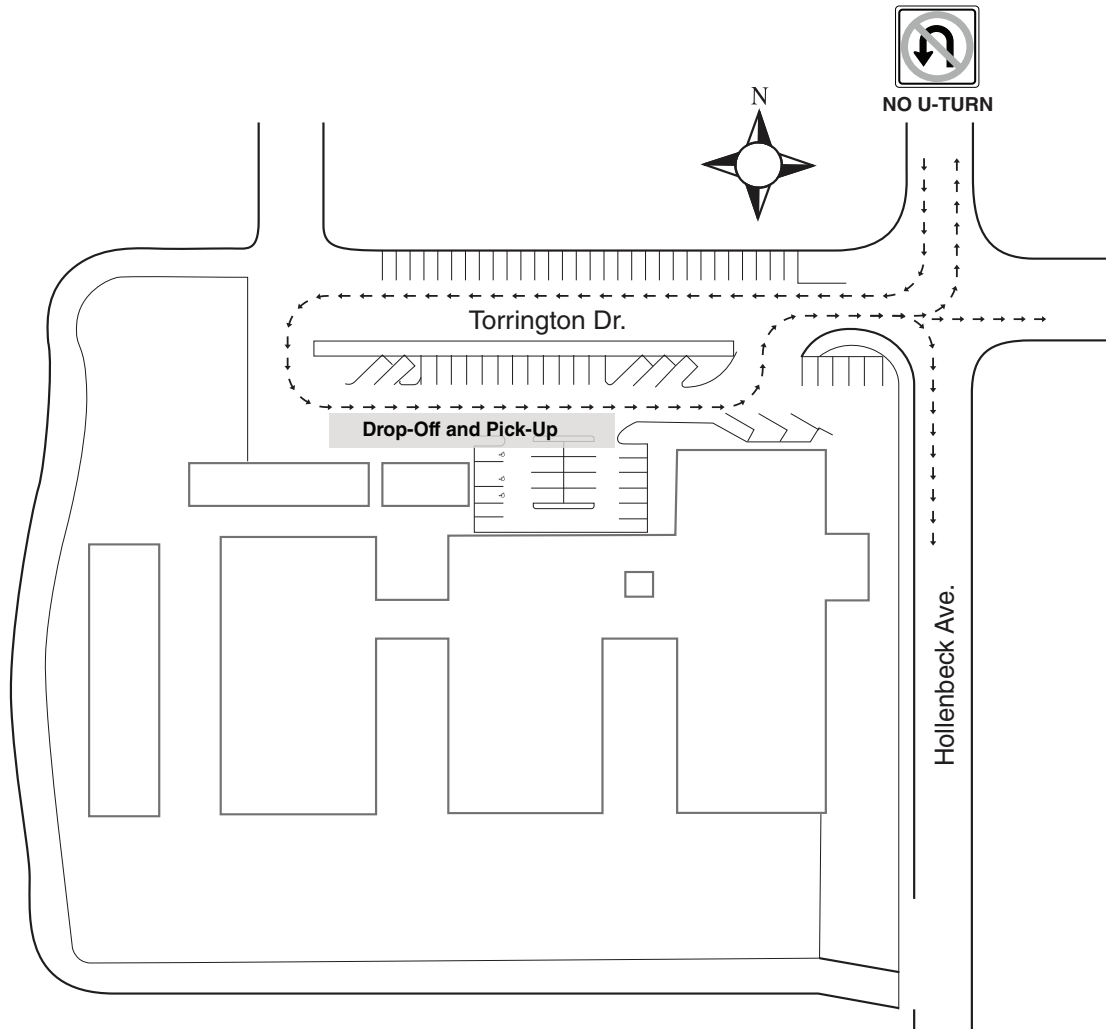 NO U-TURN
N
Torrington Dr.
Drop-Off and Pick-Up
Hollenbeck Ave.